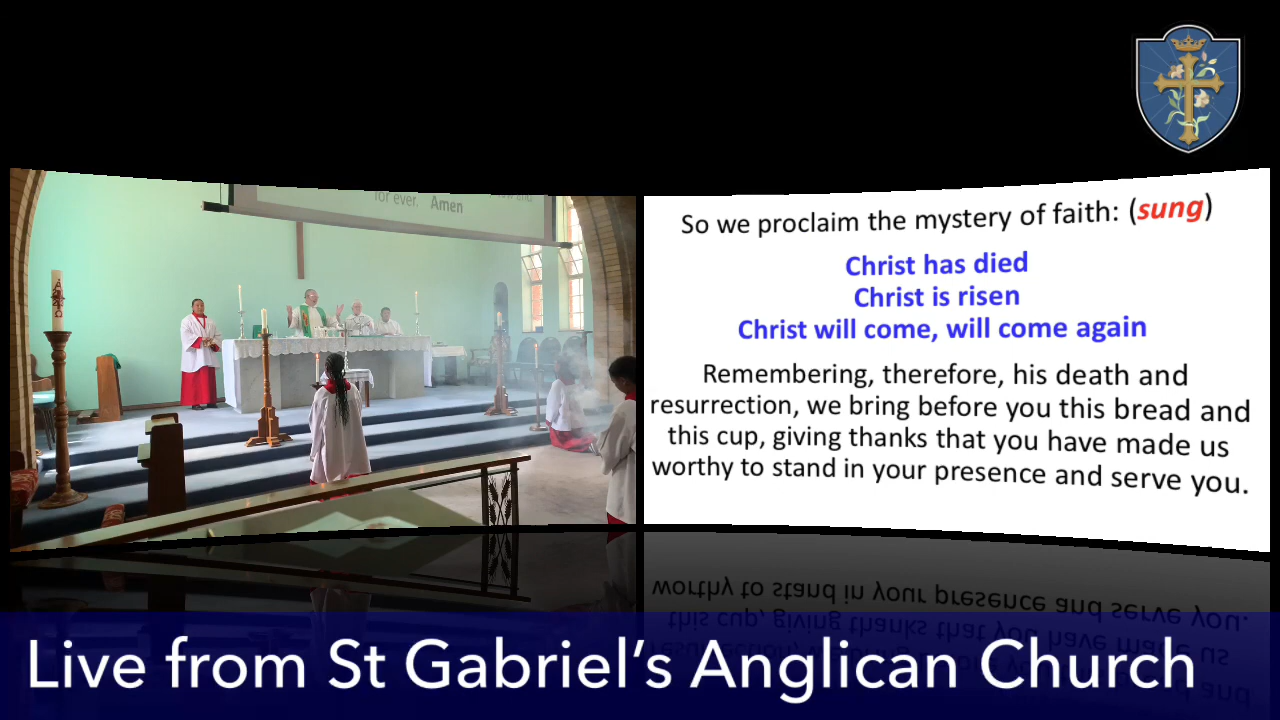 for ever. Amen
So we proclaim the mystery of faith: (sung)
Christ has died
Christ is risen
Christ will come, will come again
Remembering, therefore, his death and
resurrection, we bring before you this bread and
this cup, giving thanks that you have made us
worthy to stand in your presence and serve you.
Live from St Gabriel's Anglican Church